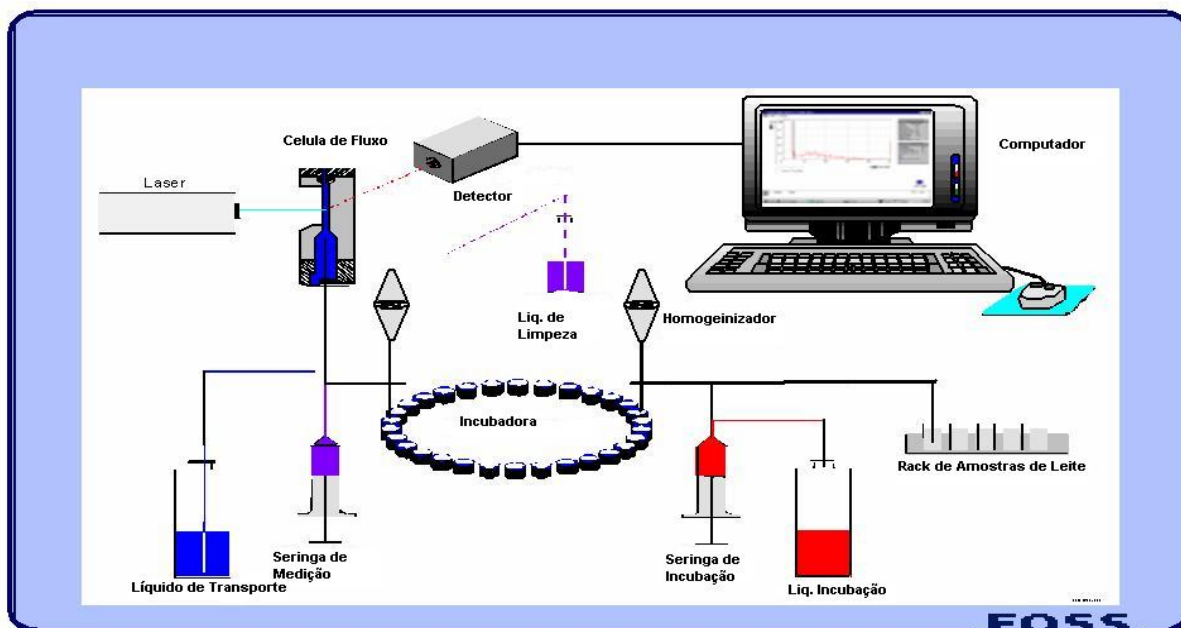 Celula de Fluxo
Laser
Detector
Computador
Liq. de
Limpeza
Homogeinizador
Incubadora
Rack de Amostras de Leite
Seringa de
Medição
Seringa de
Incubação
Líquido de Transporte
Liq. Incubação
FOSS